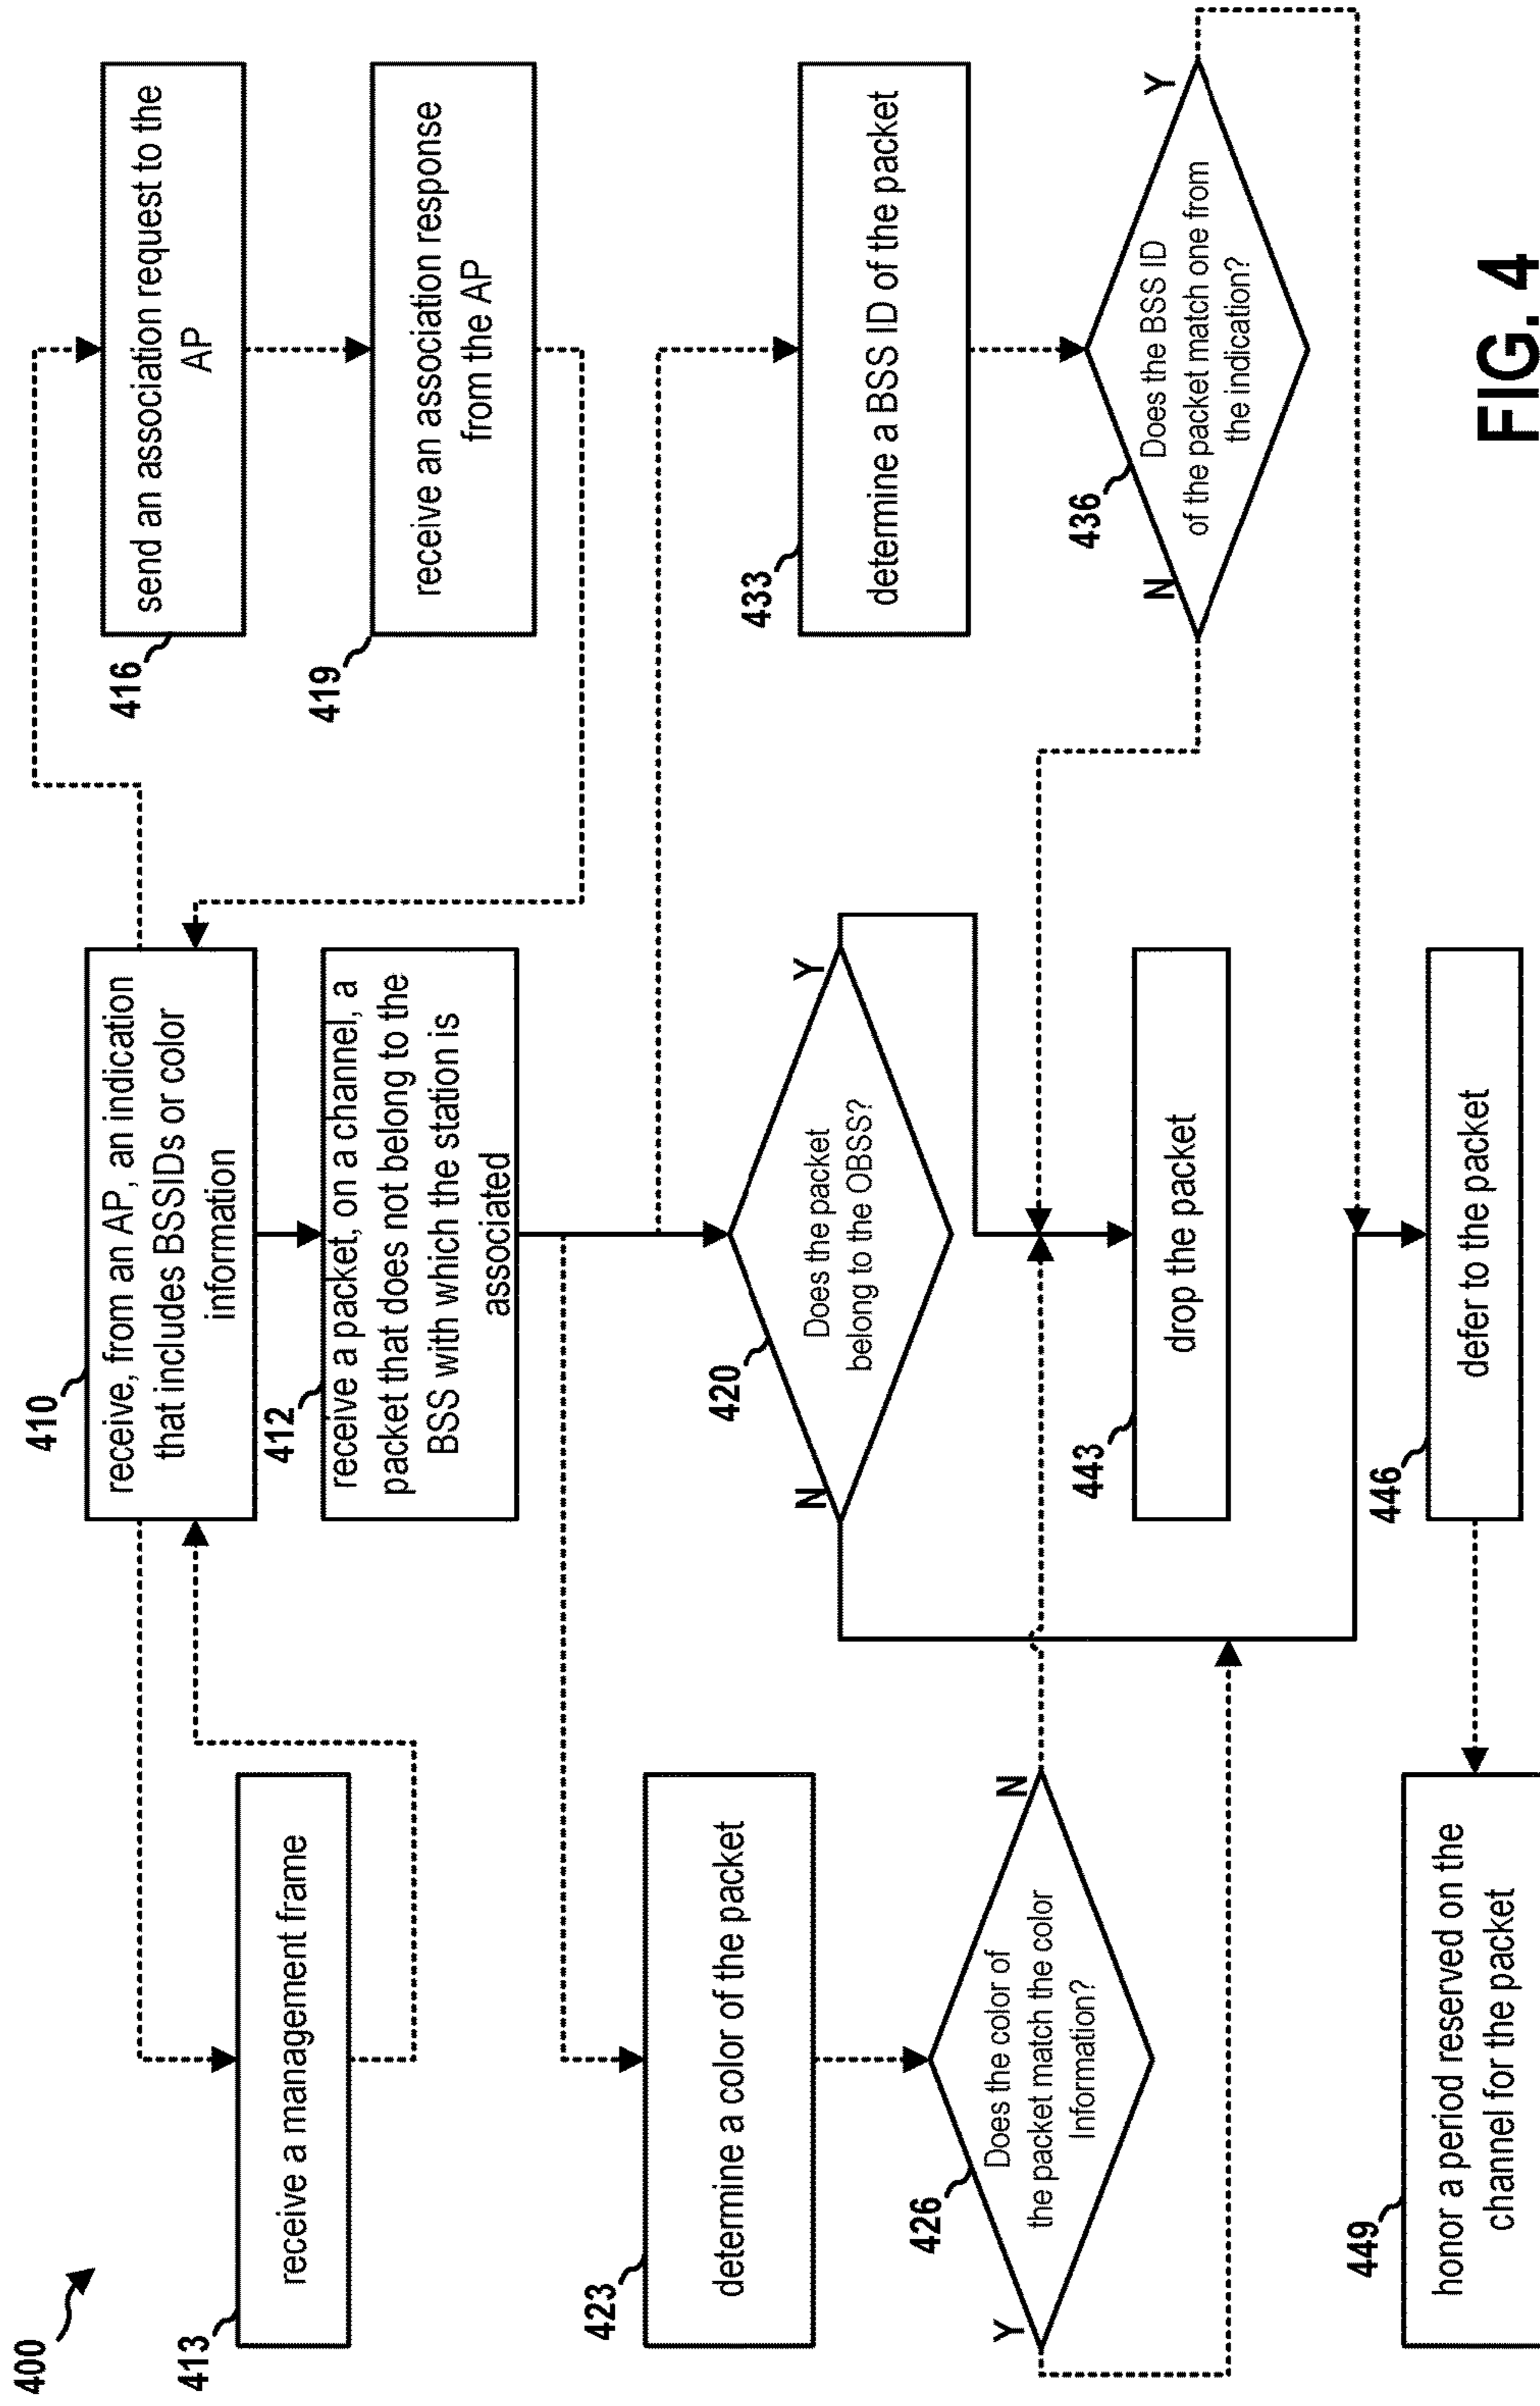 400
410
receive, from an AP, an indication
that includes BSSIDs or color
information
413
receive a management frame
416
send an association request to the
AP
419
receive an association response
from the AP
412
receive a packet, on a channel, a
packet that does not belong to the
BSS with which the station is
associated
423
determine a color of the packet
420
Does the packet
belong to the OBSS?
N
Y
433
determine a BSS ID of the packet
426
Does the color of
the packet match the color
Information?
Y
N
436
Does the BSS ID
of the packet match one from
the indication?
N
Y
443
drop the packet
446
defer to the packet
449
honor a period reserved on the
channel for the packet
FIG. 4